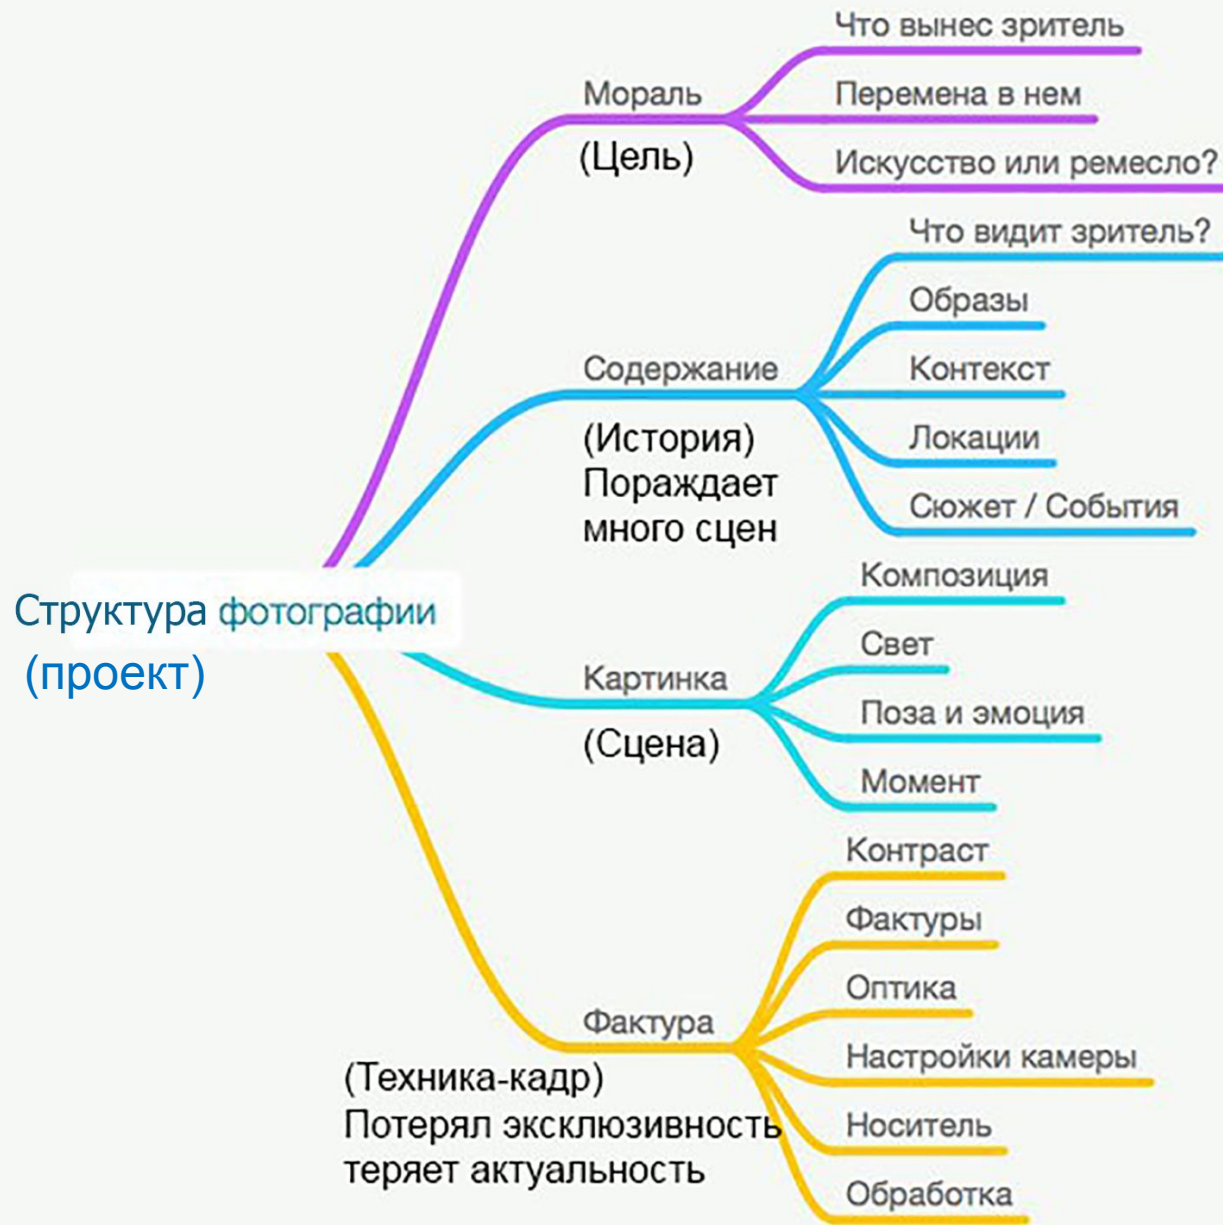 Структура фотографии
(проект)
Мораль
(Цель)
Что вынес зритель
Перемена в нем
Искусство или ремесло?
Содержание
(История)
Пораждает
много сцен
Что видит зритель?
Образы
Контекст
Локации
Сюжет / События
Картинка
(Сцена)
Композиция
Свет
Поза и эмоция
Момент
Фактура
(Техника-кадр)
Потерял эксклюзивность
теряет актуальность
Контраст
Фактуры
Оптика
Настройки камеры
Носитель
Обработка